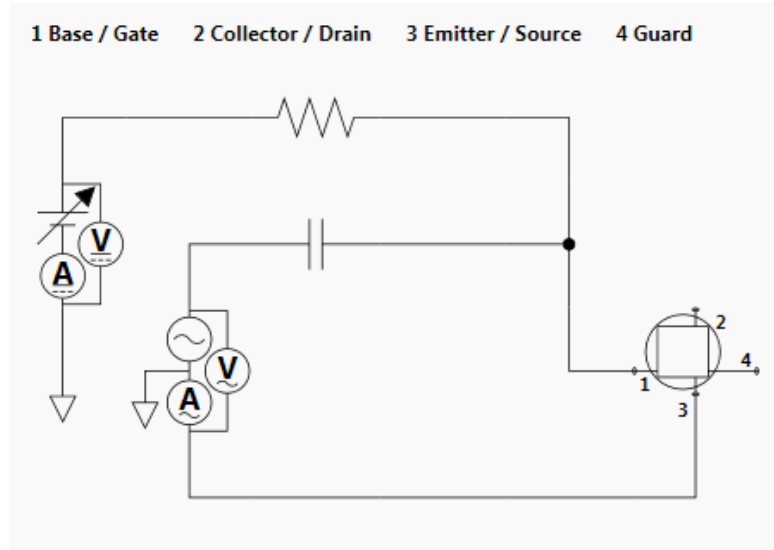 1 Base / Gate 2 Collector / Drain 3 Emitter / Source 4 Guard
V
A
V
A
2
4
1
3